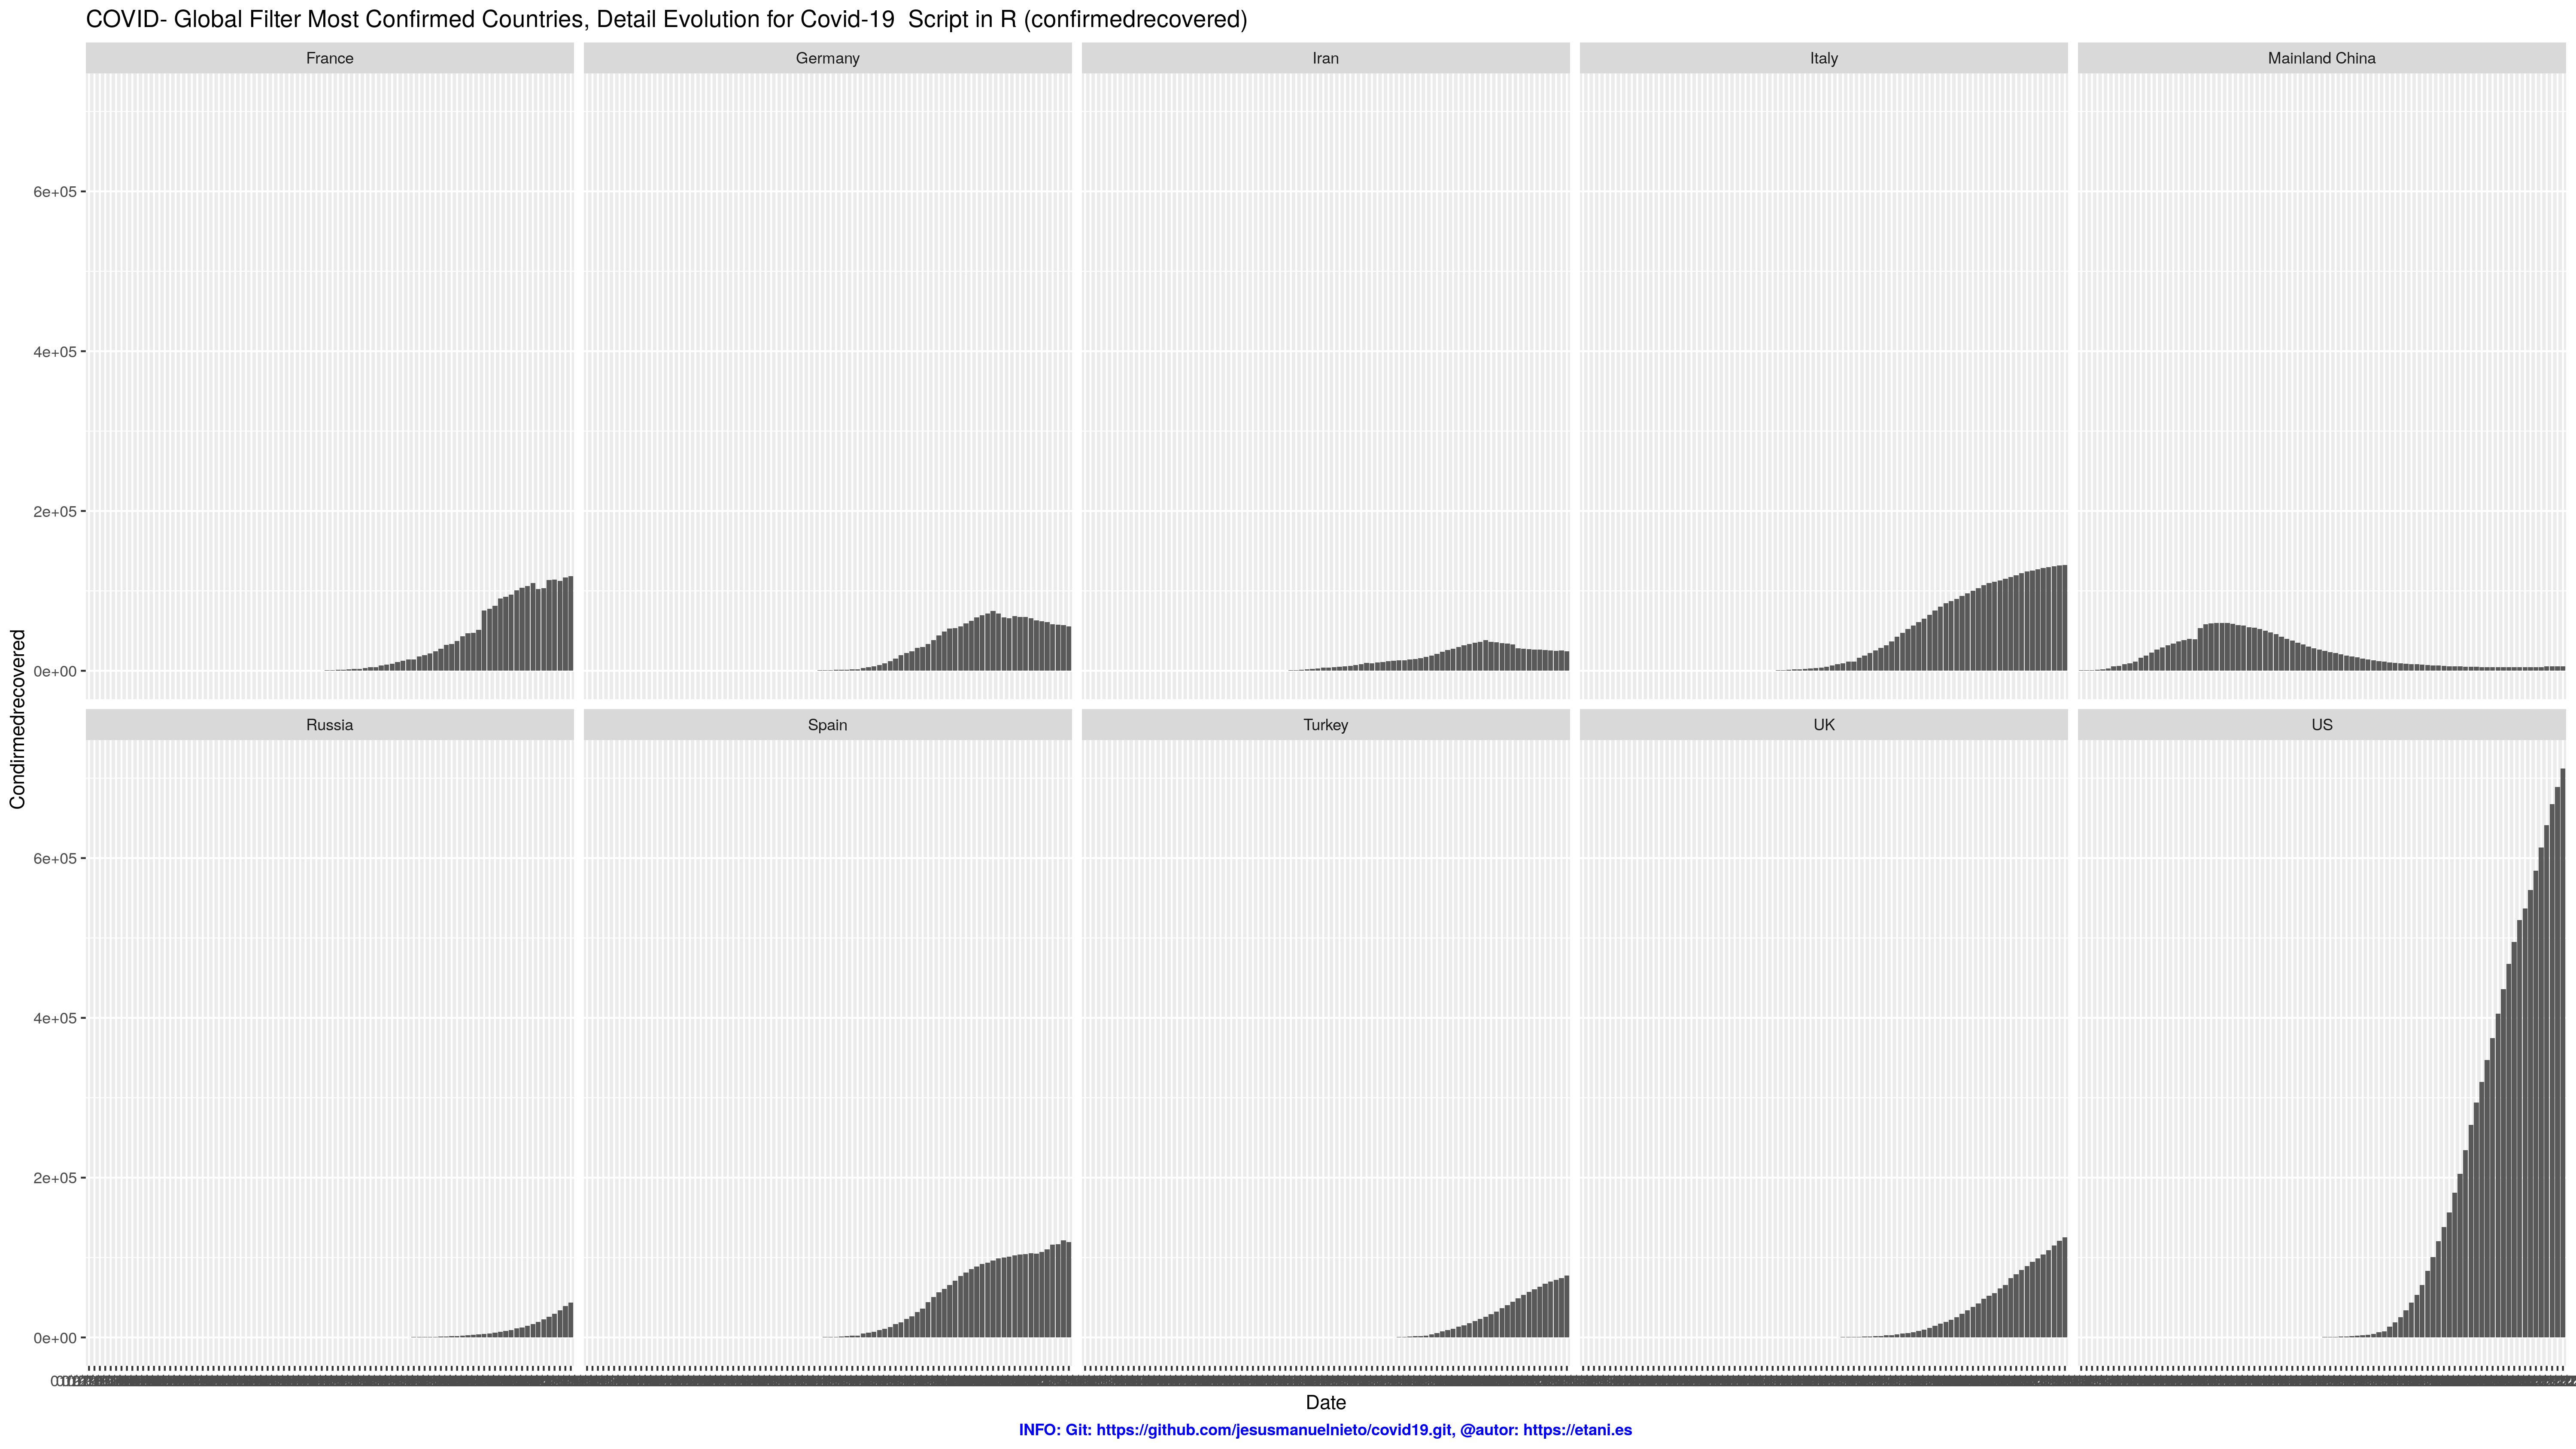 COVID- Global Filter Most Confirmed Countries, Detail Evolution for Covid-19  Script in R (confirmedrecovered)
France
Germany
Iran
Italy
Mainland China
6e+05
4e+05
2e+05
0e+00
Condirmedrecovered
Russia
Spain
Turkey
UK
US
6e+05
4e+05
2e+05
0e+00
Date
INFO: Git: https://github.com/jesusmanuelnieto/covid19.git, @autor: https://etani.es